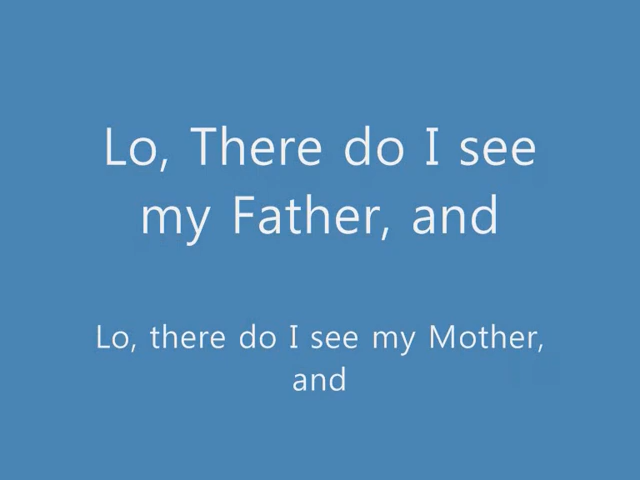 Lo, There do I see
my Father, and
Lo, there do I see my Mother,
and